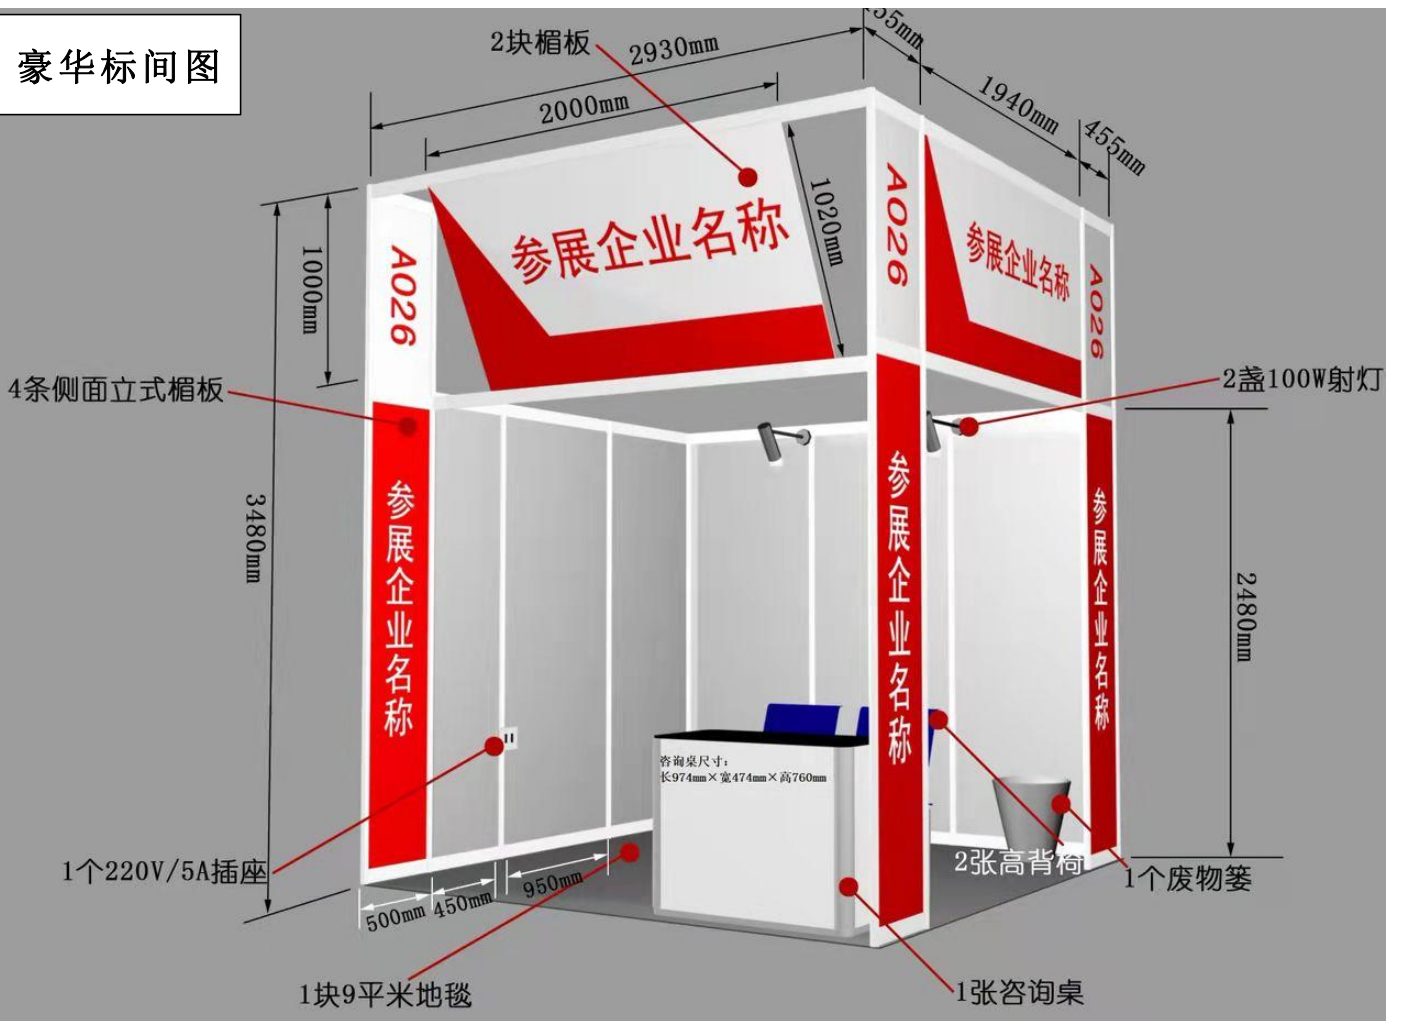 豪华标间图
2块楣板
2930mm
2000mm
1940mm
455mm
1020mm
1000mm
A026
参展企业名称
A026
参展企业名称
A026
4条侧面立式楣板
2盏100W射灯
3480mm
2480mm
参展企业名称
参展企业名称
参展企业名称
咨询桌尺寸:
长974mm×宽474mm×高760mm
1个220V/5A插座
2张高背椅
1个废物篓
500mm
450mm
950mm
1块9平米地毯
1张咨询桌